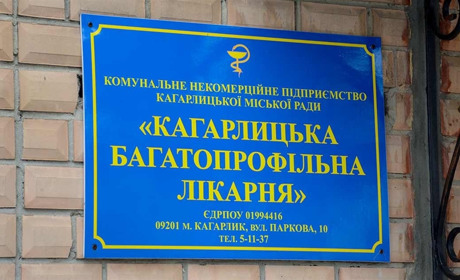 КОМУНАЛЬНЕ НЕКОМЕРЦІЙНЕ ПІДПРИЄМСТВО
КАГАРЛИЦЬКОЇ МІСЬКОЇ РАДИ
«КАГАРЛИЦЬКА
БАГАТОПРОФІЛЬНА
ЛІКАРНЯ»
ЄДРПОУ 01994416
09201 м. КАГАРЛИК, ВУЛ. ПАРКОВА, 10
ТЕЛ. 5-11-37